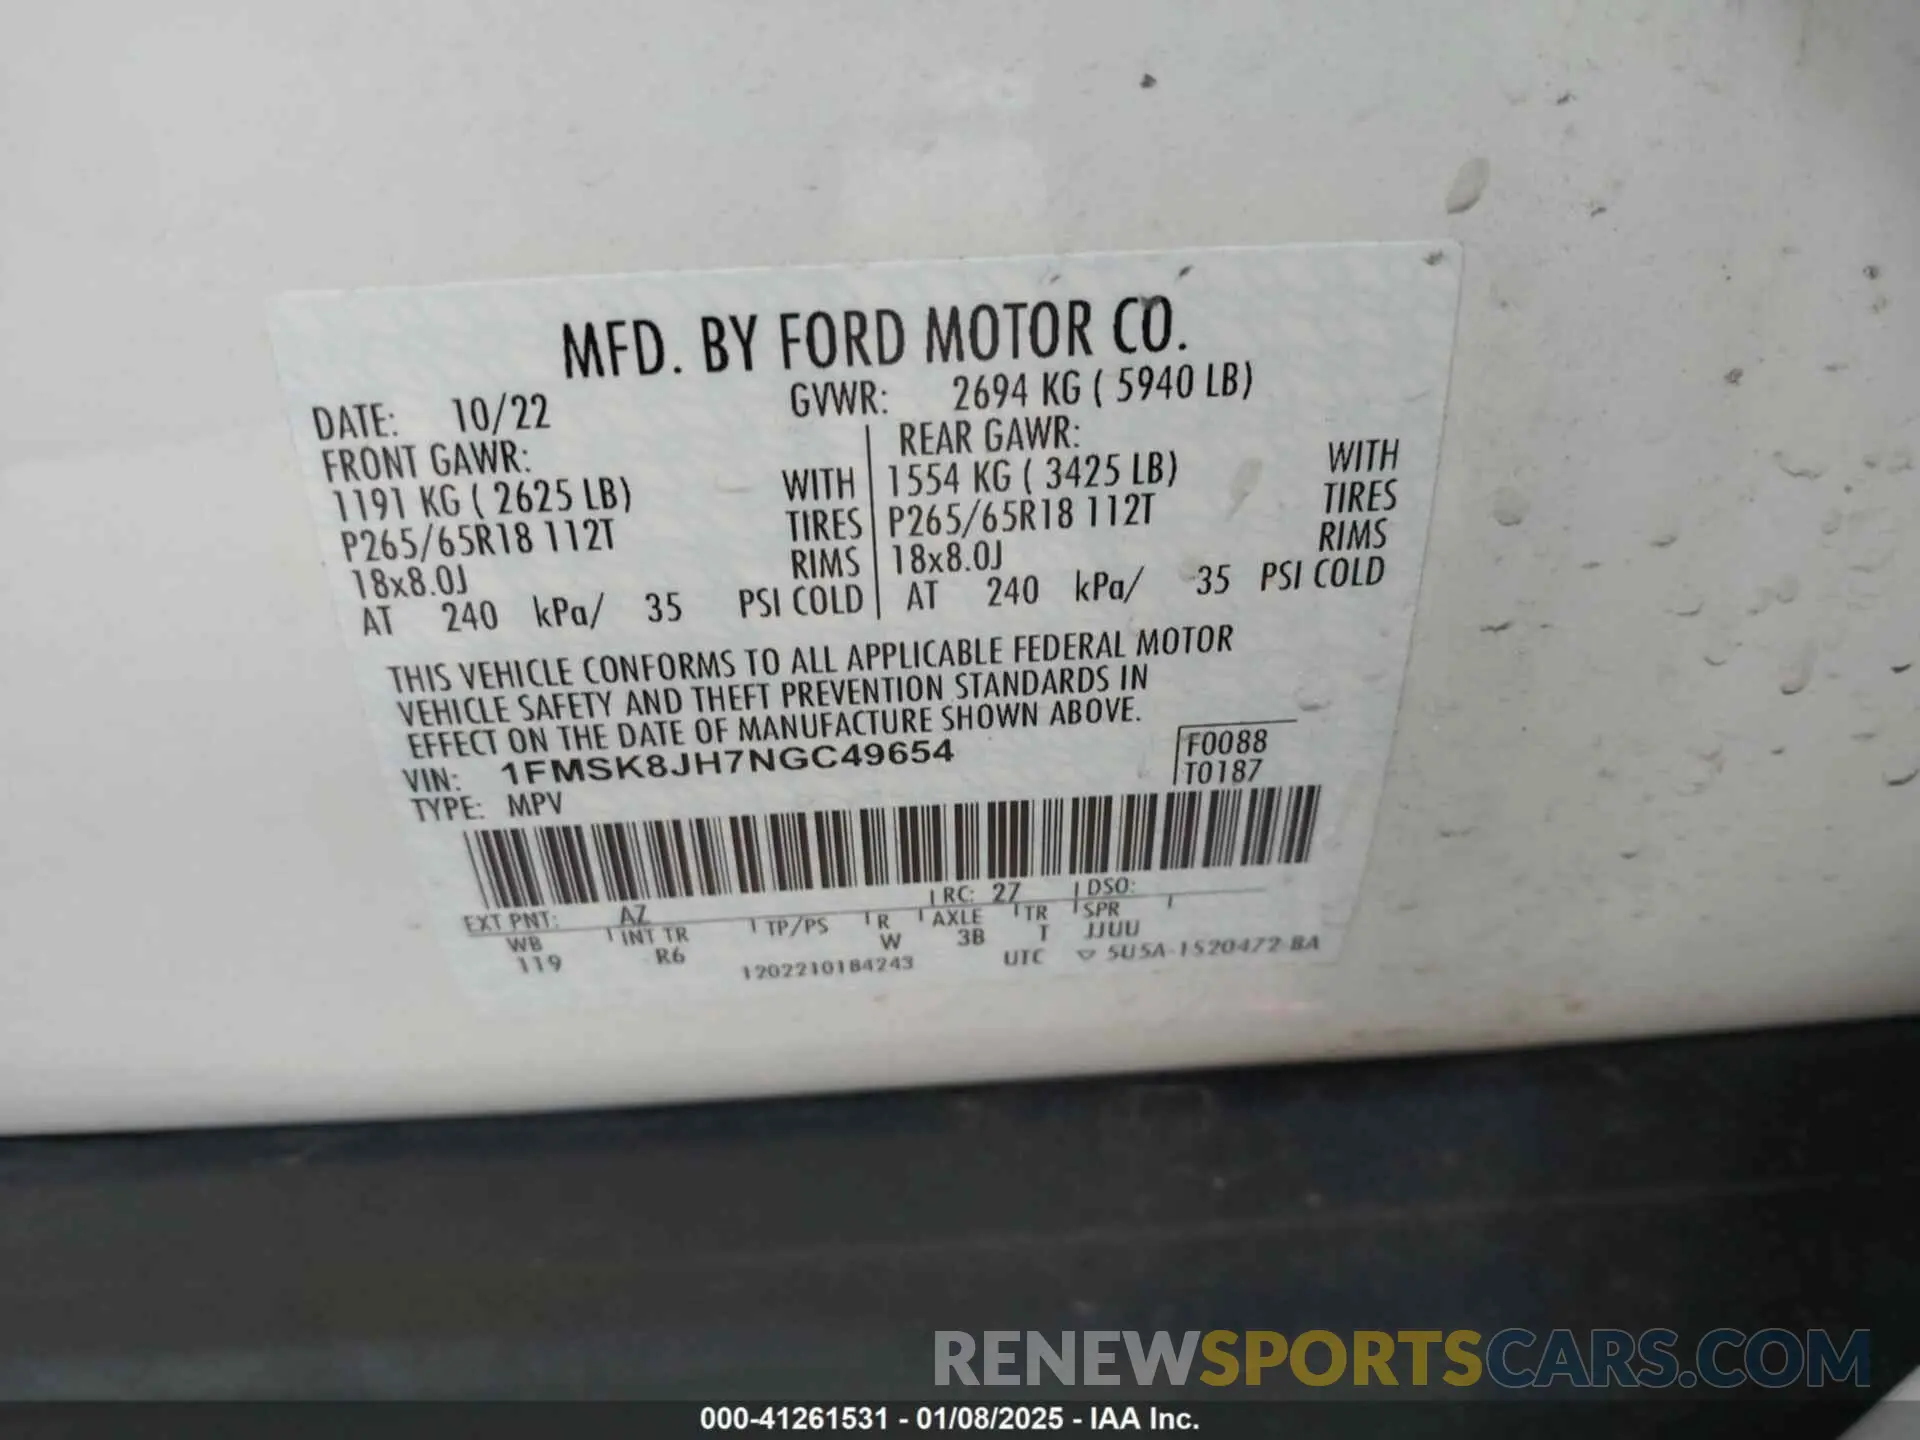 MFD. BY FORD MOTOR CO.
DATE: 10/22 GVWR: 2694 KG ( 5940 LB)
FRONT GAWR: REAR GAWR:
1191 KG ( 2625 LB) WITH 1554 KG ( 3425 LB) WITH
P265/65R18 112T TIRES P265/65R18 112T TIRES
18x8.0J RIMS 18x8.0J RIMS
AT 240 kPa/ 35 PSI COLD AT 240 kPa/ 35 PSI COLD
THIS VEHICLE CONFORMS TO ALL APPLICABLE FEDERAL MOTOR
VEHICLE SAFETY AND THEFT PREVENTION STANDARDS IN
EFFECT ON THE DATE OF MANUFACTURE SHOWN ABOVE.
VIN: 1FMSK8JH7NGC49654 F0088
TYPE: MPV T0187
EXT PNT: AZ RC: 27 DSO:
WB INT TR TP/PS R AXLE TR SPR
119 R6 W 3B T JJUU
1202210184243 UTC ▽ 5U5A-1520472-BA
RENEWSPORTSCARS.COM
000-41261531 - 01/08/2025 - IAA Inc.